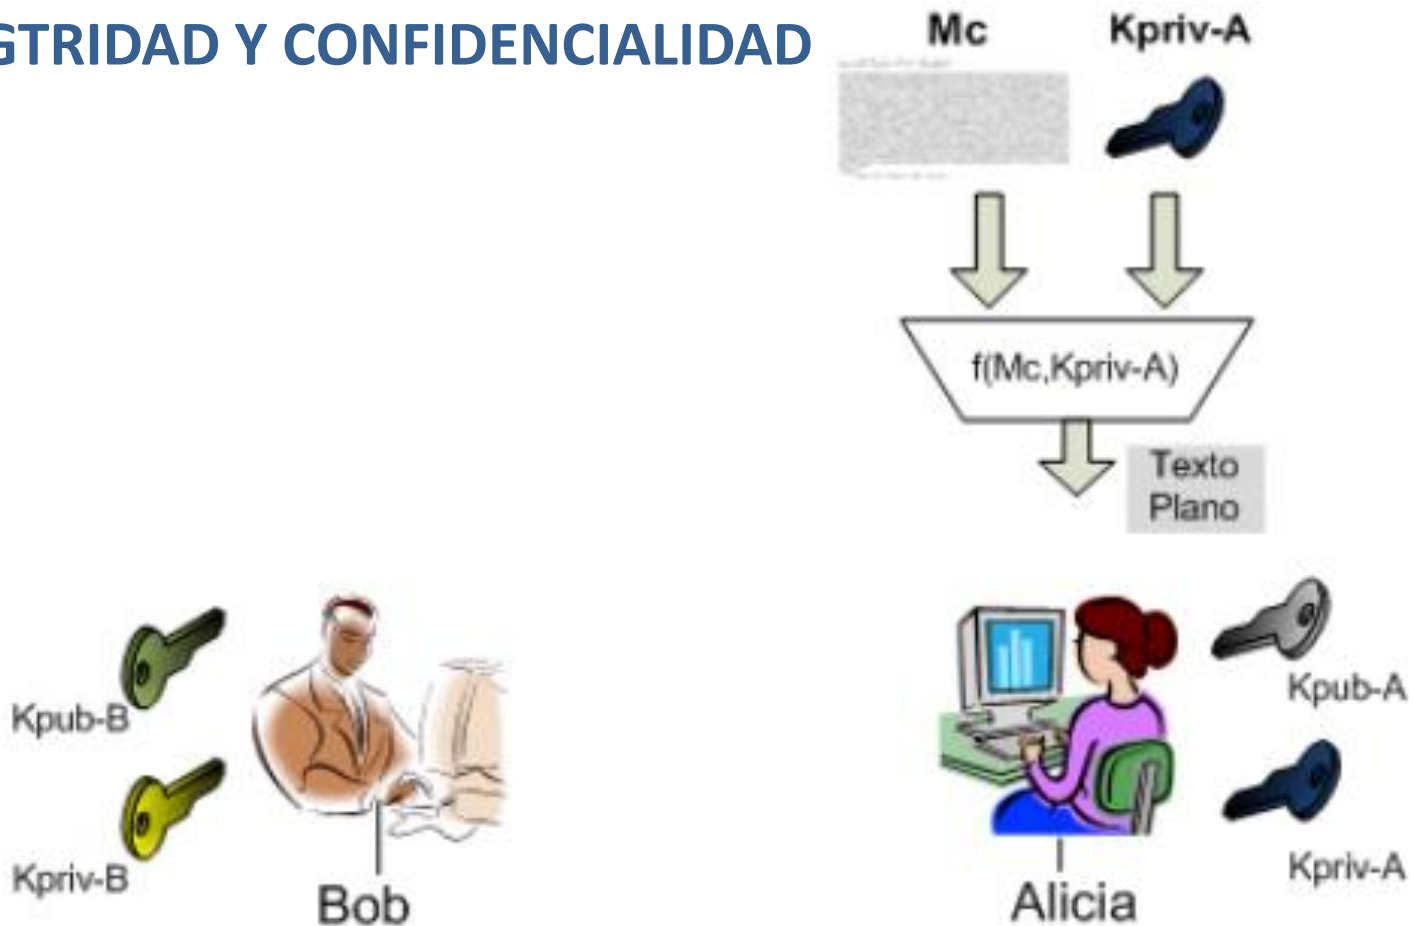 GTRIDAD Y CONFIDENCIALIDAD
Mc
Kpriv-A
f(Mc,Kpriv-A)
Texto
Plano
Kpub-B
Kpriv-B
Bob
Kpub-A
Kpriv-A
Alicia